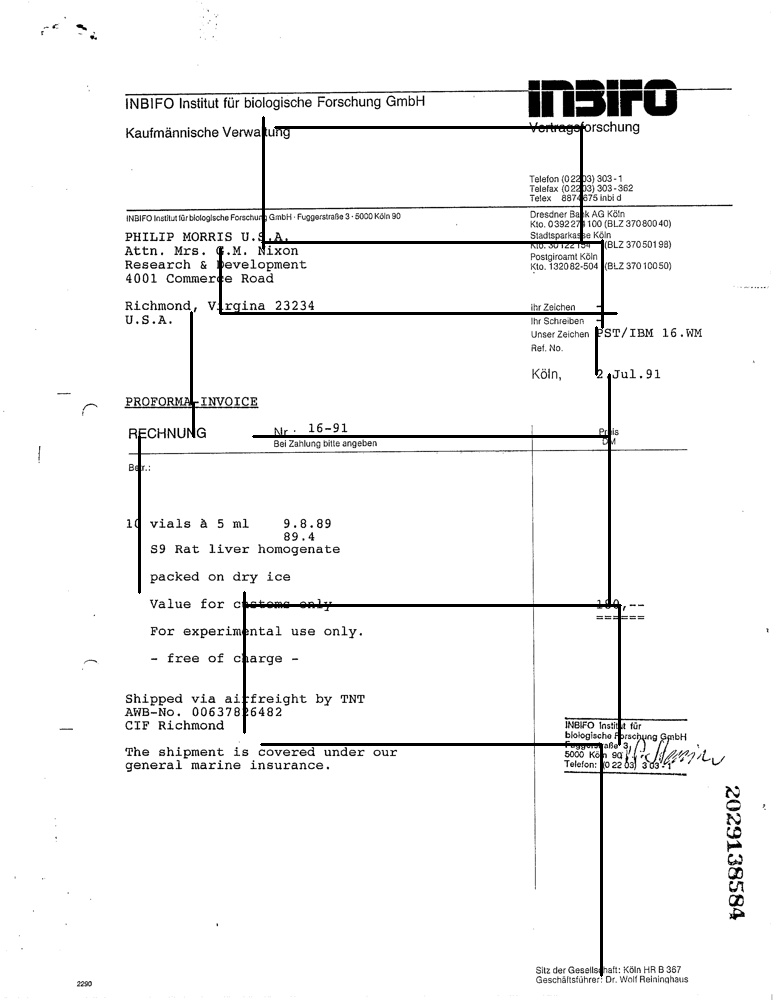 INBIFO Institut für biologische Forschung GmbH
INBIFO
Kaufmännische Verwaltung
Vertragsforschung
Telefon (0 22 03) 303 - 1
Telefax (0 22 03) 303 - 362
Telex 8874675 inbi d
INBIFO Institut für biologische Forschung GmbH · Fuggerstraße 3 · 5000 Köln 90
Dresdner Bank AG Köln
Kto. 0 392 271 100 (BLZ 370 800 40)
Stadtsparkasse Köln
Kto. 30 122 154 (BLZ 370 501 98)
Postgiroamt Köln
Kto. 1320 82-504 (BLZ 370 100 50)
PHILIP MORRIS U.S.A.
Attn. Mrs. G.M. Nixon
Research & Development
4001 Commerce Road
Richmond, Virgina 23234
U.S.A.
Ihr Zeichen -
Ihr Schreiben -
Unser Zeichen PST/IBM 16.WM
Ref. No.
Köln, 2. Jul.91
PROFORMA-INVOICE
RECHNUNG Nr. 16-91
Bei Zahlung bitte angeben
Preis
DM
Betr.:
10 vials à 5 ml 9.8.89
89.4
S9 Rat liver homogenate
packed on dry ice
Value for customs only 180,--
======
For experimental use only.
- free of charge -
Shipped via airfreight by TNT
AWB-No. 00637826482
CIF Richmond
The shipment is covered under our
general marine insurance.
INBIFO Institut für
biologische Forschung GmbH
Fuggerstraße 3
5000 Köln 90
Telefon: (0 22 03) 3 03 - 1
2029138584
Sitz der Gesellschaft: Köln HR B 367
Geschäftsführer: Dr. Wolf Reininghaus
2290